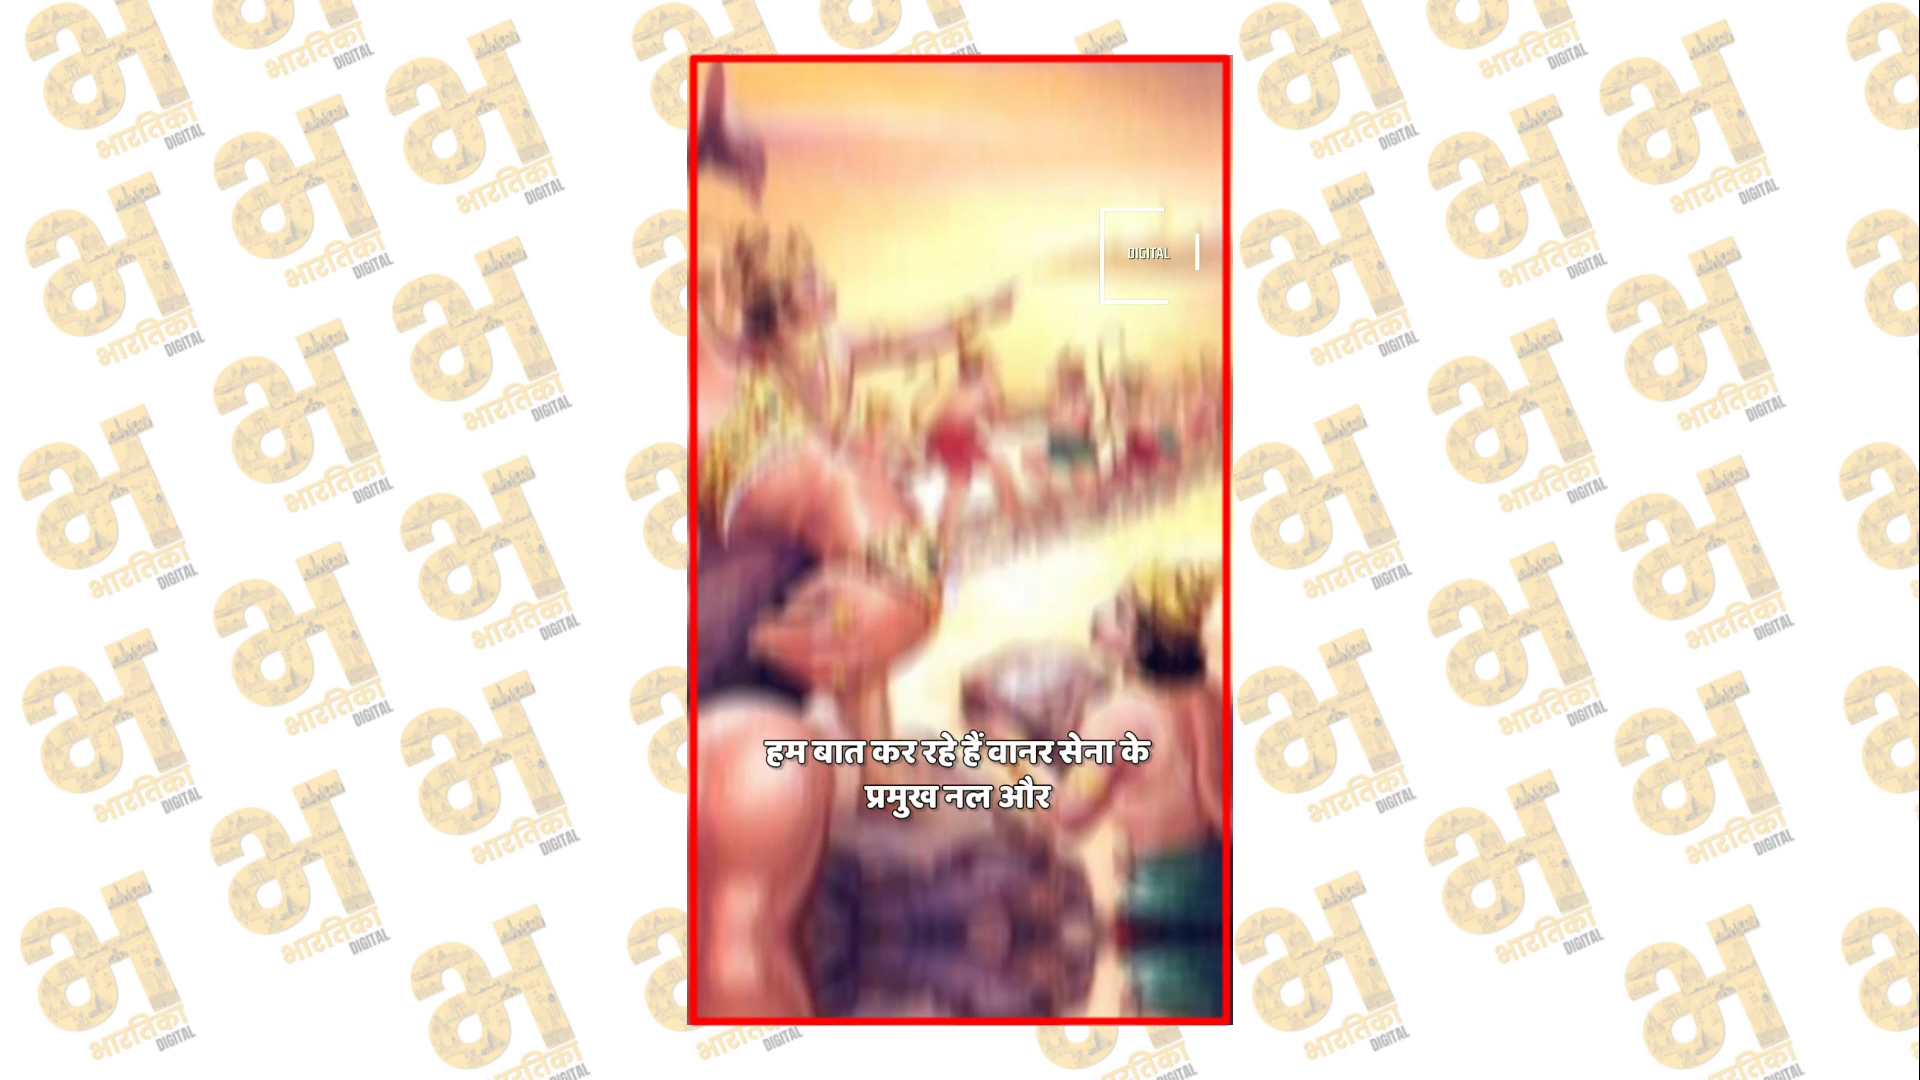 DIGITAL
हम बात कर रहे हैं वानर सेना के
प्रमुख नल और
भ
भारतिका
DIGITAL